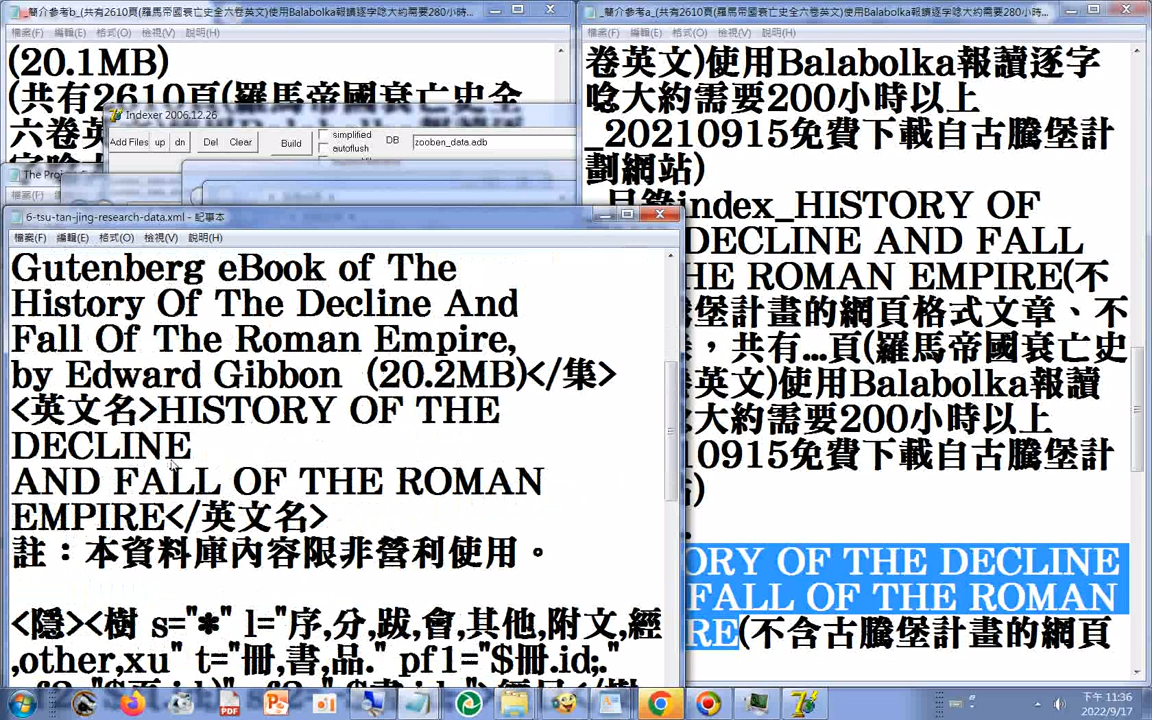 _簡介參考b_(共有2610頁(羅馬帝國衰亡史全六卷英文)使用Balabolka報讀逐字唸大約需要280小時...
檔案(F) 編輯(E) 格式(O) 檢視(V) 說明(H)
(20.1MB)
(共有2610頁(羅馬帝國衰亡史全
六卷英
Indexer 2006.12.26
Add Files up dn Del Clear Build
simplified
autoflush
DB zooben_data.adb
The Pro
6-tsu-tan-jing-research-data.xml - 記事本
檔案(F) 編輯(E) 格式(O) 檢視(V) 說明(H)
Gutenberg eBook of The
History Of The Decline And
Fall Of The Roman Empire,
by Edward Gibbon (20.2MB)</集>
<英文名>HISTORY OF THE
DECLINE
AND FALL OF THE ROMAN
EMPIRE</英文名>
註：本資料庫內容限非營利使用。
<隱><樹 s="*" l="序,分,跋,會,其他,附文,經
,other,xu" t="冊,書,品." pf1="$冊.id;."
_簡介參考a_(共有2610頁(羅馬帝國衰亡史全六卷英文)使用Balabolka報讀逐字唸大約需要280小時...
檔案(F) 編輯(E) 格式(O) 檢視(V) 說明(H)
卷英文)使用Balabolka報讀逐字
唸大約需要200小時以上
_20210915免費下載自古騰堡計
劃網站)
_目錄index_HISTORY OF
DECLINE AND FALL
HE ROMAN EMPIRE(不
堡計畫的網頁格式文章、不
，共有...頁(羅馬帝國衰亡史
英文)使用Balabolka報讀
大約需要200小時以上
10915免費下載自古騰堡計
站)
ORY OF THE DECLINE
FALL OF THE ROMAN
RE(不含古騰堡計畫的網頁
下午 11:36
2022/9/17